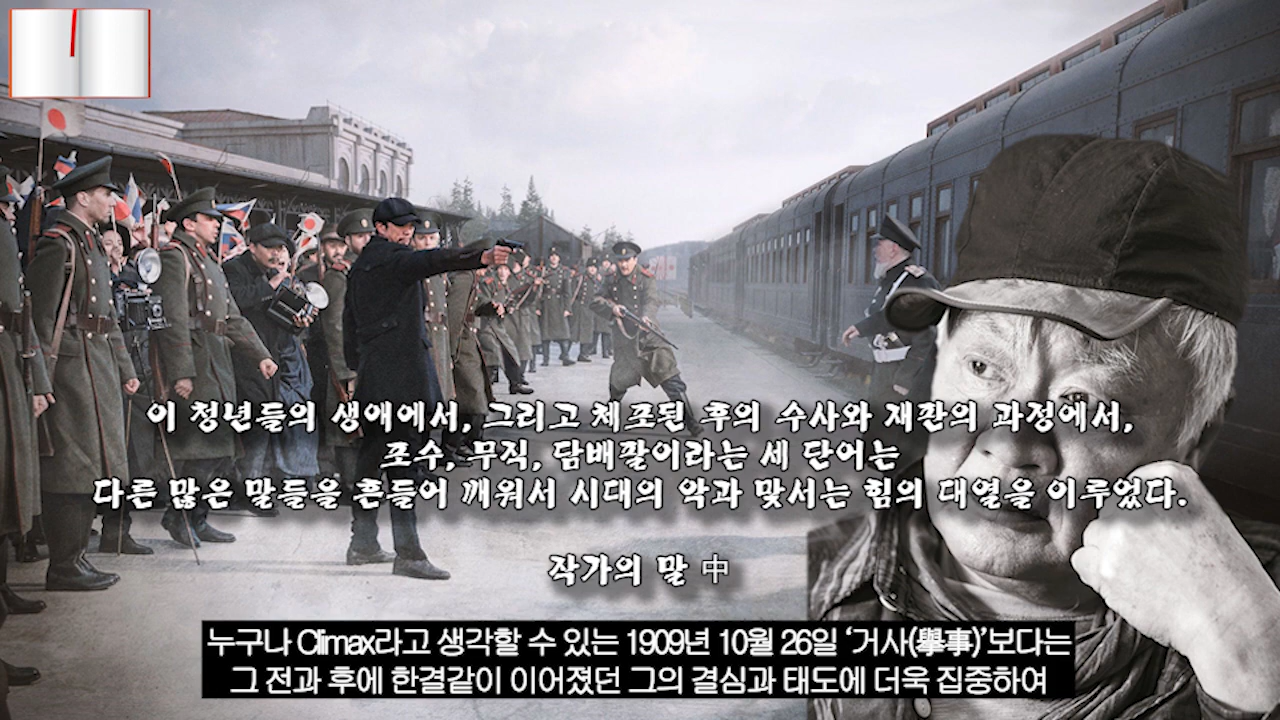 이 청년들의 생애에서, 그리고 체포된 후의 수사와 재판의 과정에서,
포수, 무직, 담배팔이라는 세 단어는
다른 많은 말들을 흔들어 깨워서 시대의 악과 맞서는 힘의 대열을 이루었다.
작가의 말 中
누구나 Climax라고 생각할 수 있는 1909년 10월 26일 ‘거사(擧事)’보다는
그 전과 후에 한결같이 이어졌던 그의 결심과 태도에 더욱 집중하여